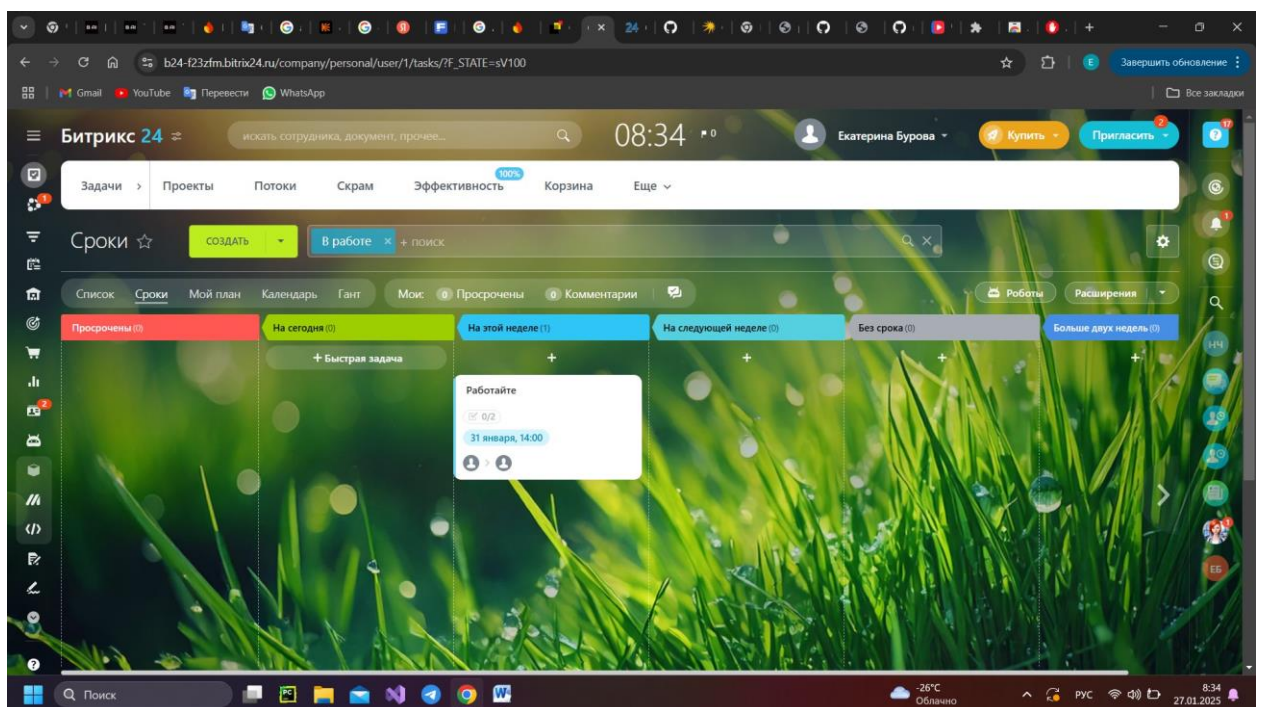 b24-f23zfm.bitrix24.ru/company/personal/user/1/tasks/?F_STATE=sV100
E
Завершить обновление
Gmail
YouTube
Перевести
WhatsApp
Все закладки
Битрикс 24
искать сотрудника, документ, прочее...
08:34
0
Екатерина Бурова
Купить
Пригласить
2
17
Задачи
Проекты
Потоки
Скрам
Эффективность
100%
Корзина
Еще
Сроки
СОЗДАТЬ
В работе ×
+ поиск
1
Список
Сроки
Мой план
Календарь
Гант
Мои:
0 Просрочены
0 Комментарии
Роботы
Расширения
Просрочены (0)
На сегодня (0)
На этой неделе (1)
На следующей неделе (0)
Без срока (0)
Больше двух недель (0)
НЧ
+ Быстрая задача
+
+
+
+
Работайте
0/2
31 января, 14:00
2
ЕБ
Поиск
-26°C
Облачно
РУС
8:34
27.01.2025